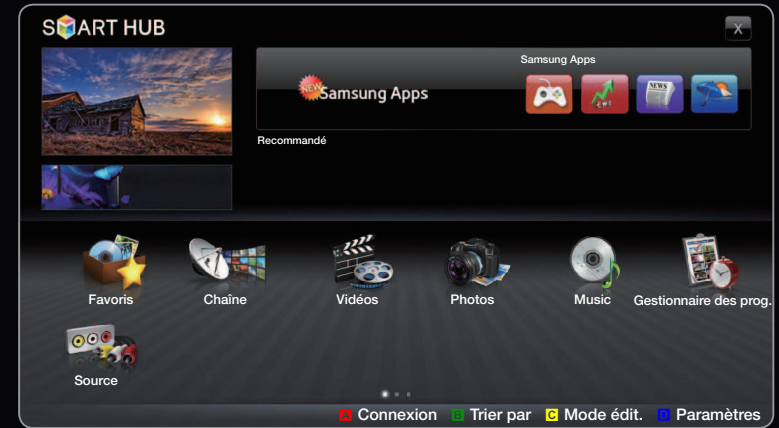 SMART HUB
X
Samsung Apps
NEW
Samsung Apps
NEWS
Recommandé
Favoris
Chaîne
Vidéos
Photos
Music
Gestionnaire des prog.
Source
A Connexion B Trier par C Mode édit. D Paramètres